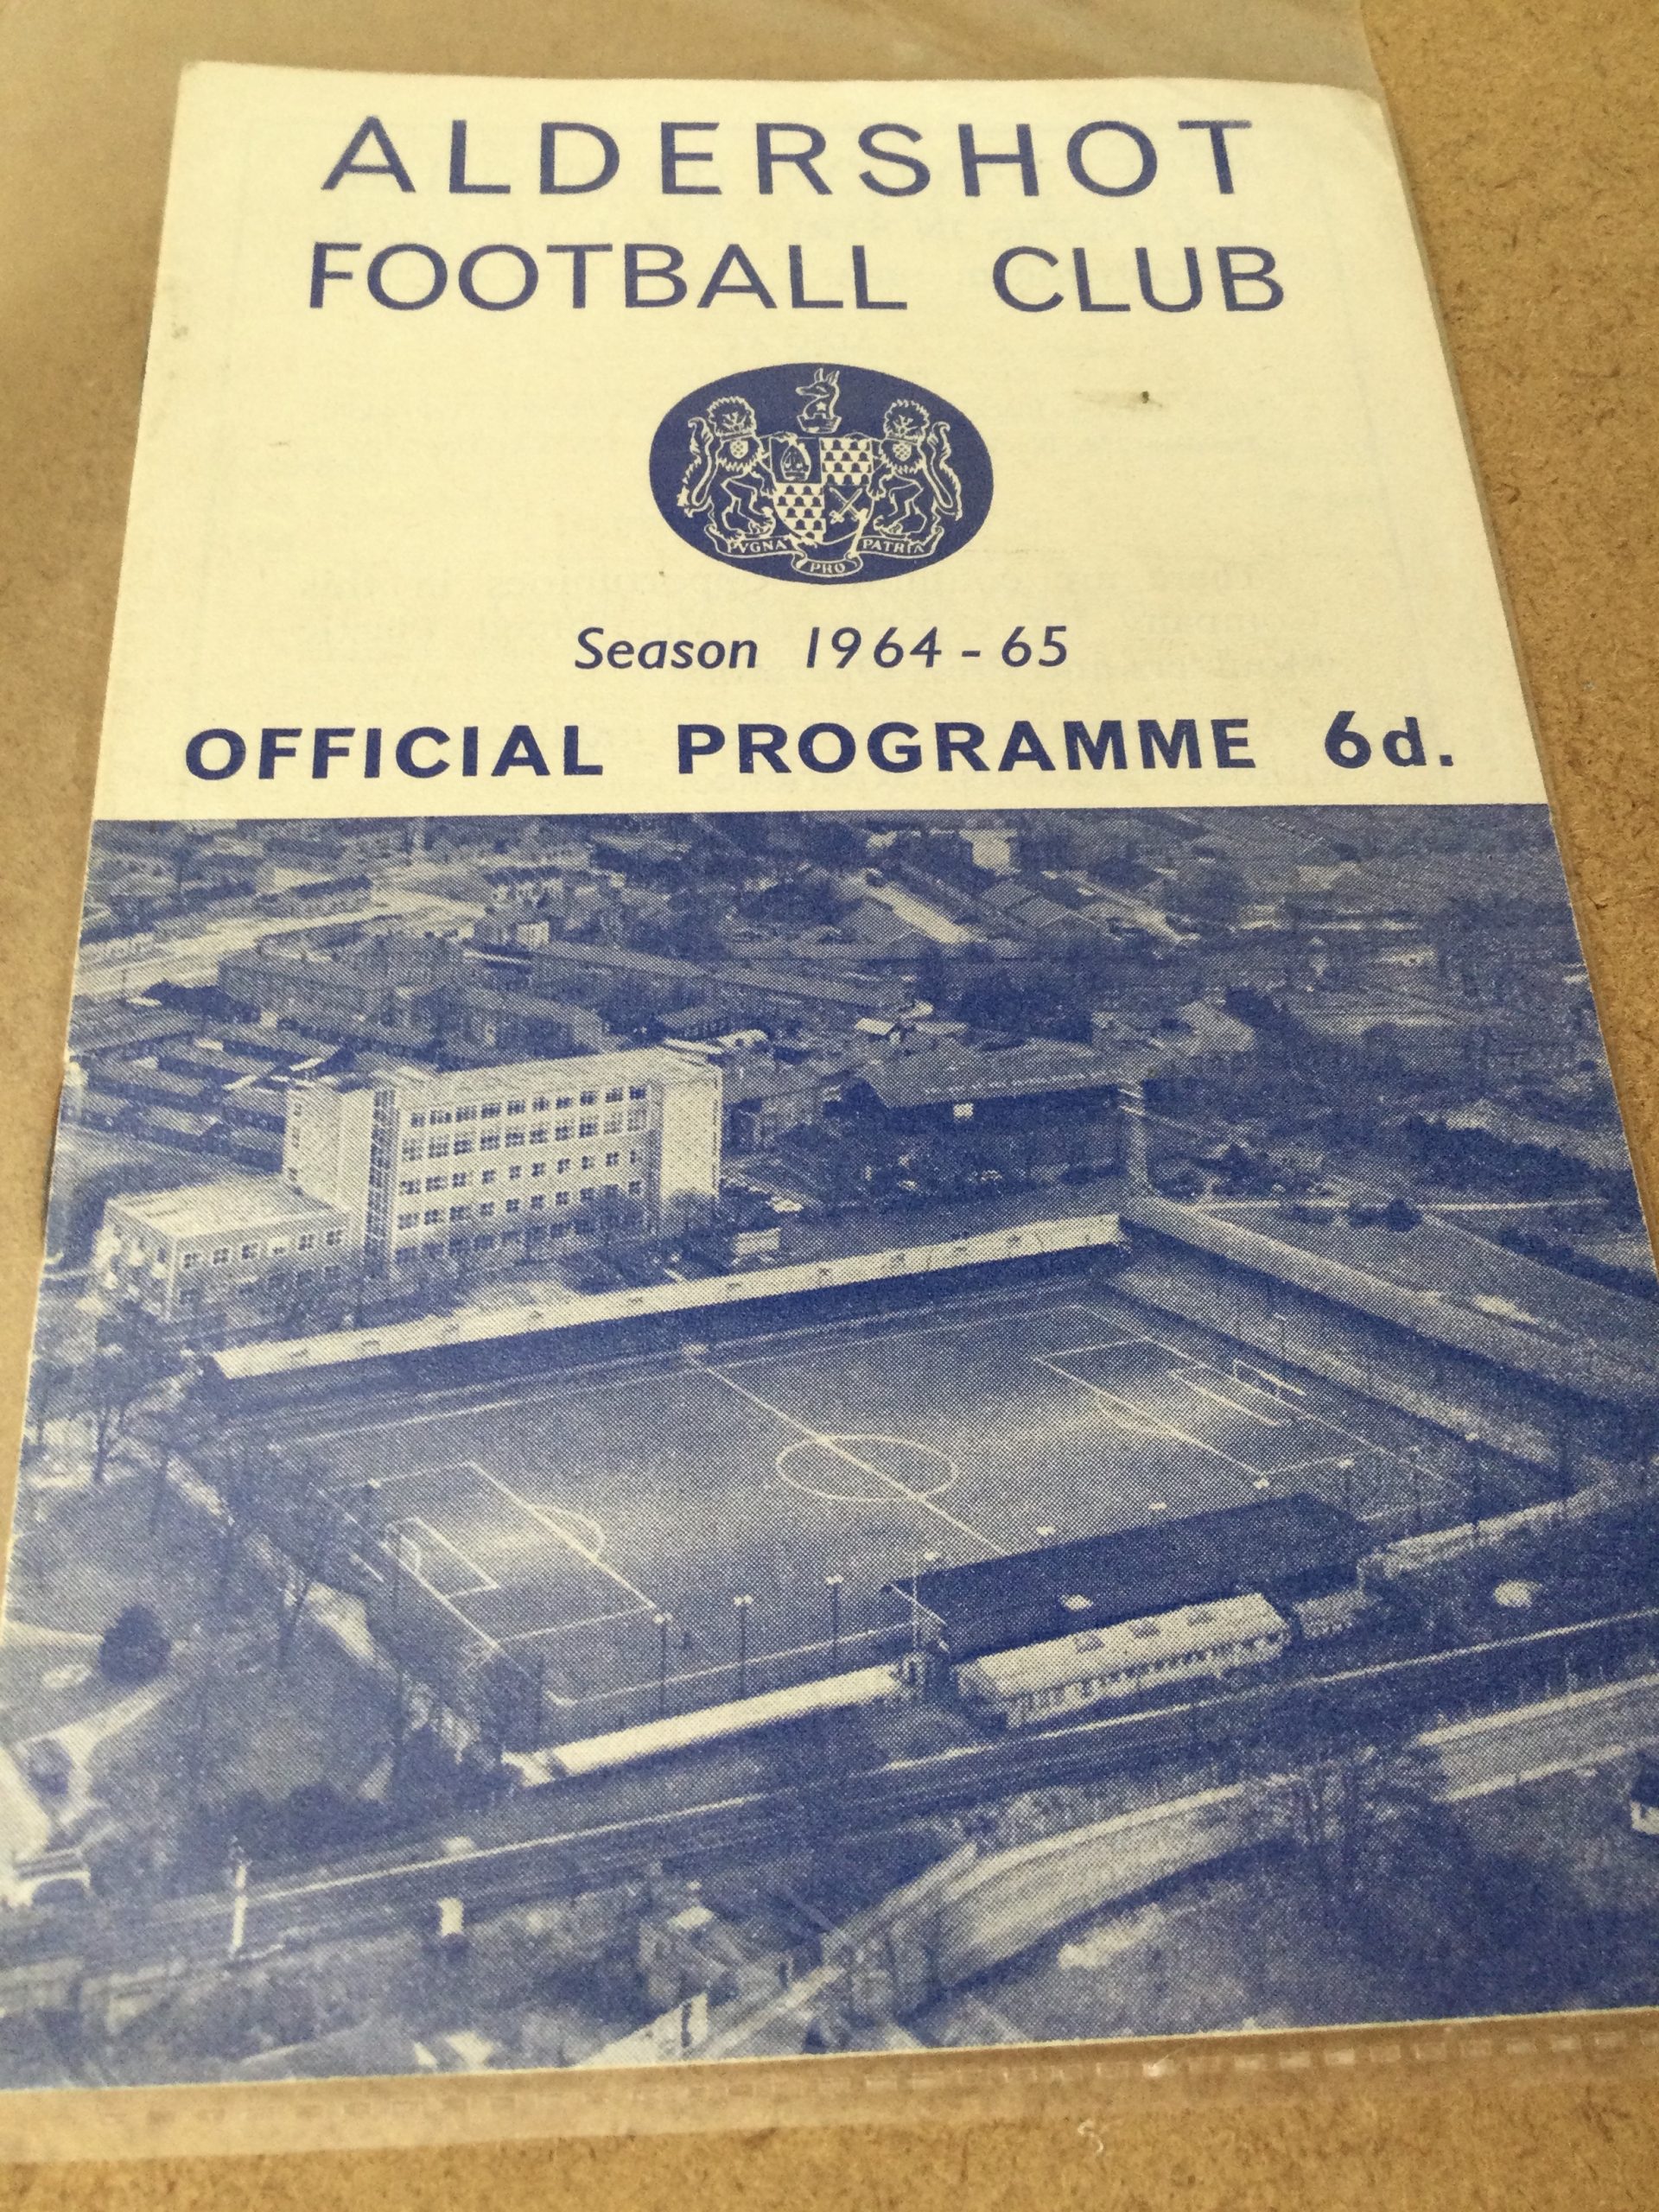 ALDERSHOT
FOOTBALL CLUB
PVGNA PRO PATRIA
Season 1964-65
OFFICIAL PROGRAMME 6d.